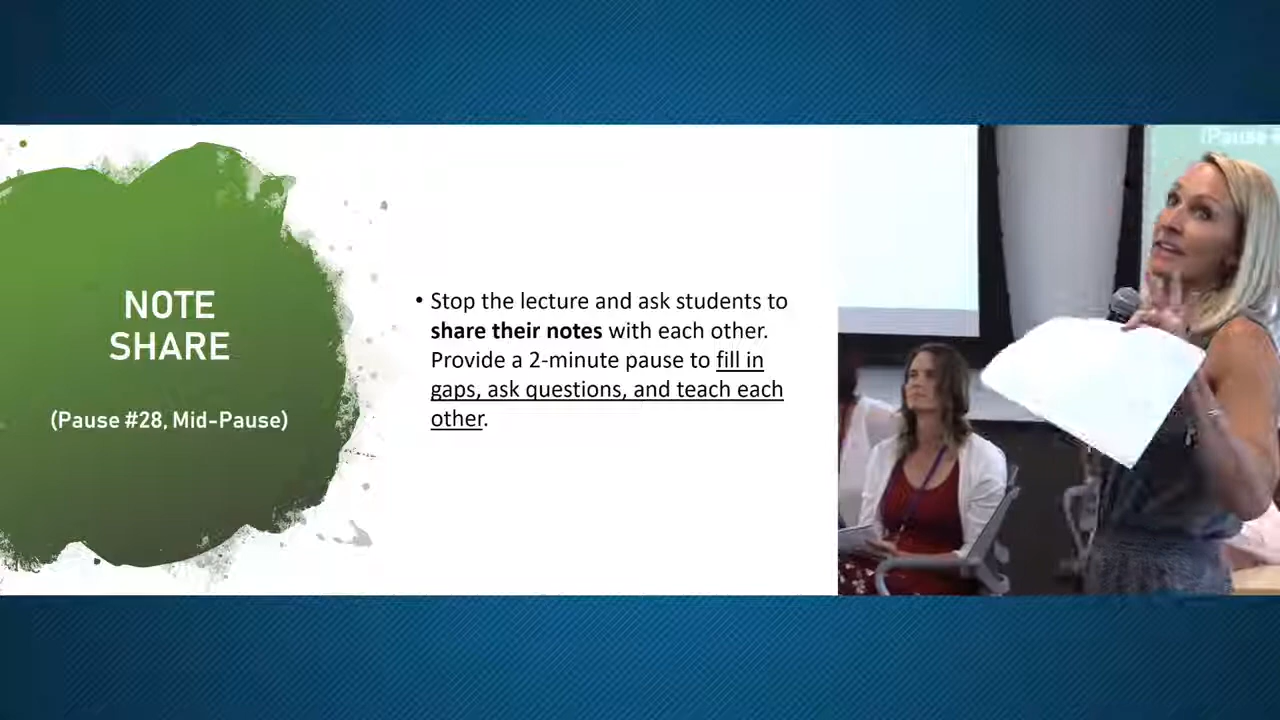 NOTE
SHARE
(Pause #28, Mid-Pause)
• Stop the lecture and ask students to
share their notes with each other.
Provide a 2-minute pause to fill in
gaps, ask questions, and teach each
other.
(Pause